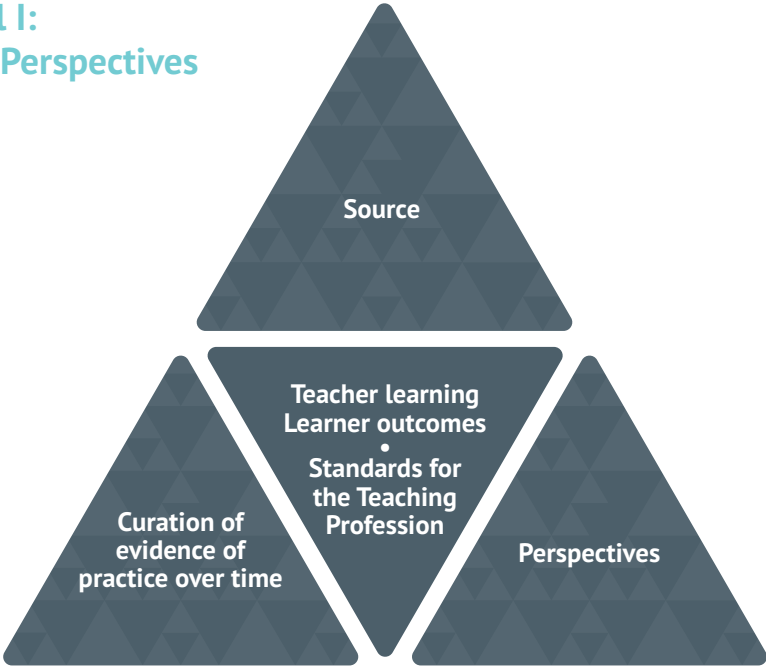 I:
Perspectives
Source
Teacher learning
Learner outcomes
•
Standards for
the Teaching
Profession
Curation of
evidence of
practice over time
Perspectives